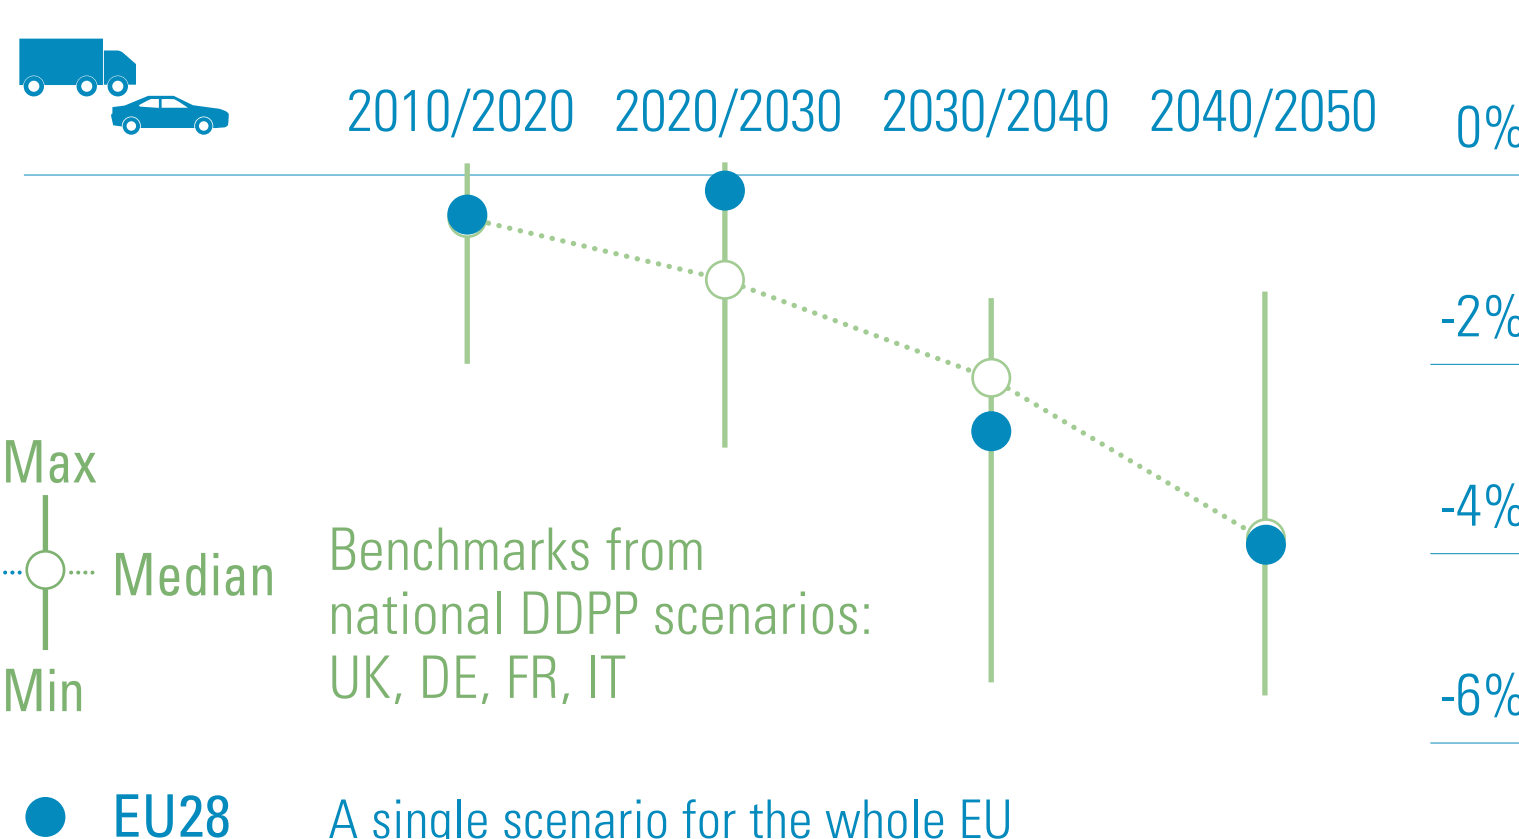 2010/2020 2020/2030 2030/2040 2040/2050 0%
-2%
-4%
Max
Median
Min
Benchmarks from
national DDPP scenarios:
UK, DE, FR, IT
-6%
EU28 A single scenario for the whole EU